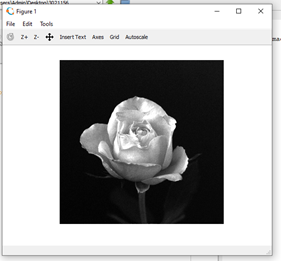 Figure 1
File Edit Tools
Z+ Z- Insert Text Axes Grid Autoscale